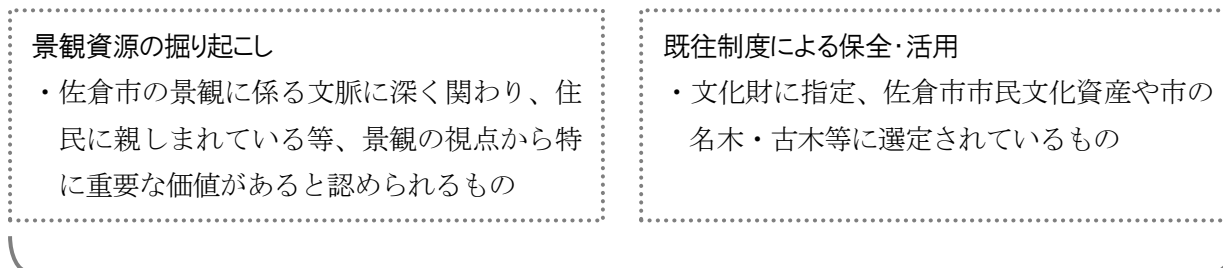 景観資源の掘り起こし
・佐倉市の景観に係る文脈に深く関わり、住
民に親しまれている等、景観の視点から特
に重要な価値があると認められるもの
既往制度による保全・活用
・文化財に指定、佐倉市市民文化資産や市の
名木・古木等に選定されているもの